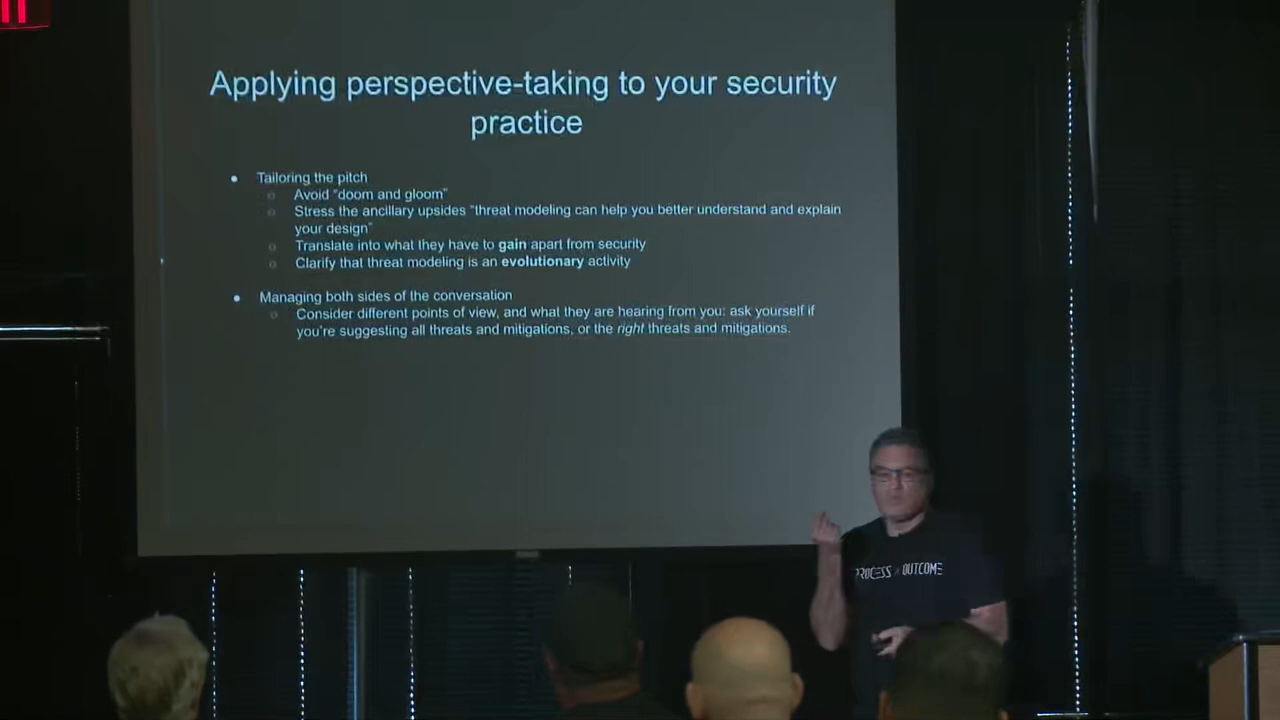 Applying perspective-taking to your security
practice
● Tailoring the pitch
○ Avoid "doom and gloom"
○ Stress the ancillary upsides "threat modeling can help you better understand and explain
your design"
○ Translate into what they have to gain apart from security
○ Clarify that threat modeling is an evolutionary activity
● Managing both sides of the conversation
○ Consider different points of view, and what they are hearing from you: ask yourself if
you're suggesting all threats and mitigations, or the right threats and mitigations.
PROCESS OUTCOME